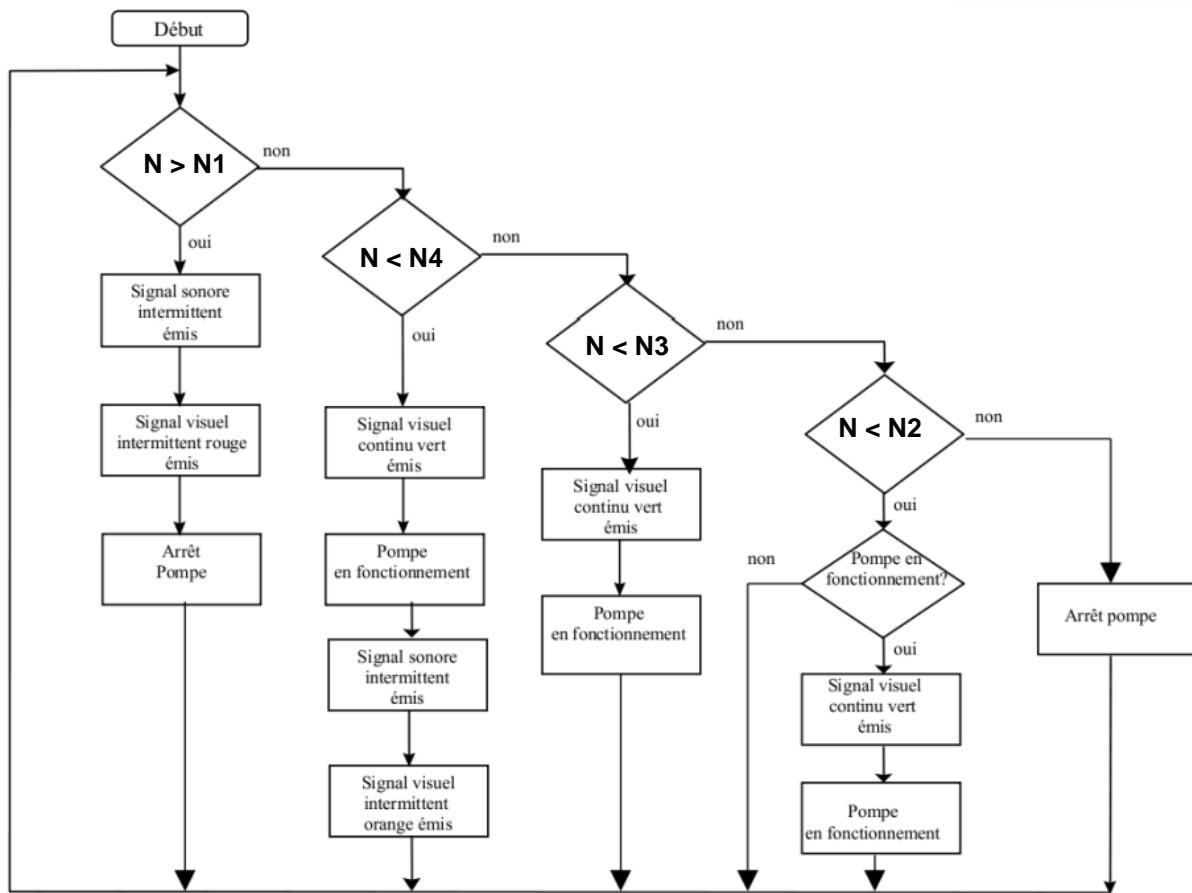 Début
N > N1
non
oui
Signal sonore
intermittent
émis
Signal visuel
intermittent rouge
émis
Arrêt
Pompe
N < N4
non
oui
Signal visuel
continu vert
émis
Pompe
en fonctionnement
Signal sonore
intermittent
émis
Signal visuel
intermittent
orange émis
N < N3
non
oui
Signal visuel
continu vert
émis
Pompe
en fonctionnement
N < N2
non
oui
Pompe en
fonctionnement?
non
oui
Signal visuel
continu vert
émis
Pompe
en fonctionnement
Arrêt pompe